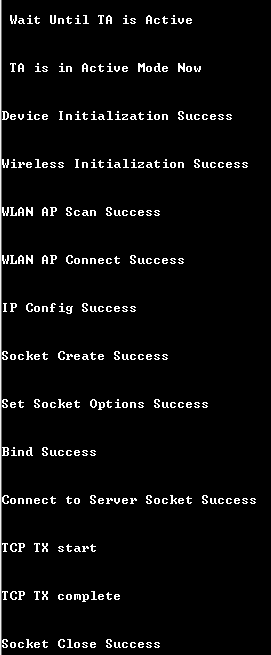 Wait Until TA is Active
TA is in Active Mode Now
Device Initialization Success
Wireless Initialization Success
WLAN AP Scan Success
WLAN AP Connect Success
IP Config Success
Socket Create Success
Set Socket Options Success
Bind Success
Connect to Server Socket Success
TCP TX start
TCP TX complete
Socket Close Success